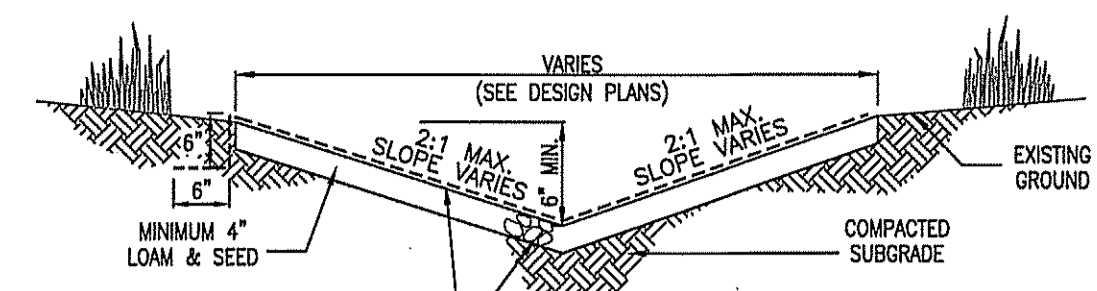 VARIES
(SEE DESIGN PLANS)
6"
6"
2:1 MAX.
SLOPE VARIES
6" MIN.
2:1 MAX.
SLOPE VARIES
EXISTING
GROUND
MINIMUM 4"
LOAM & SEED
COMPACTED
SUBGRADE